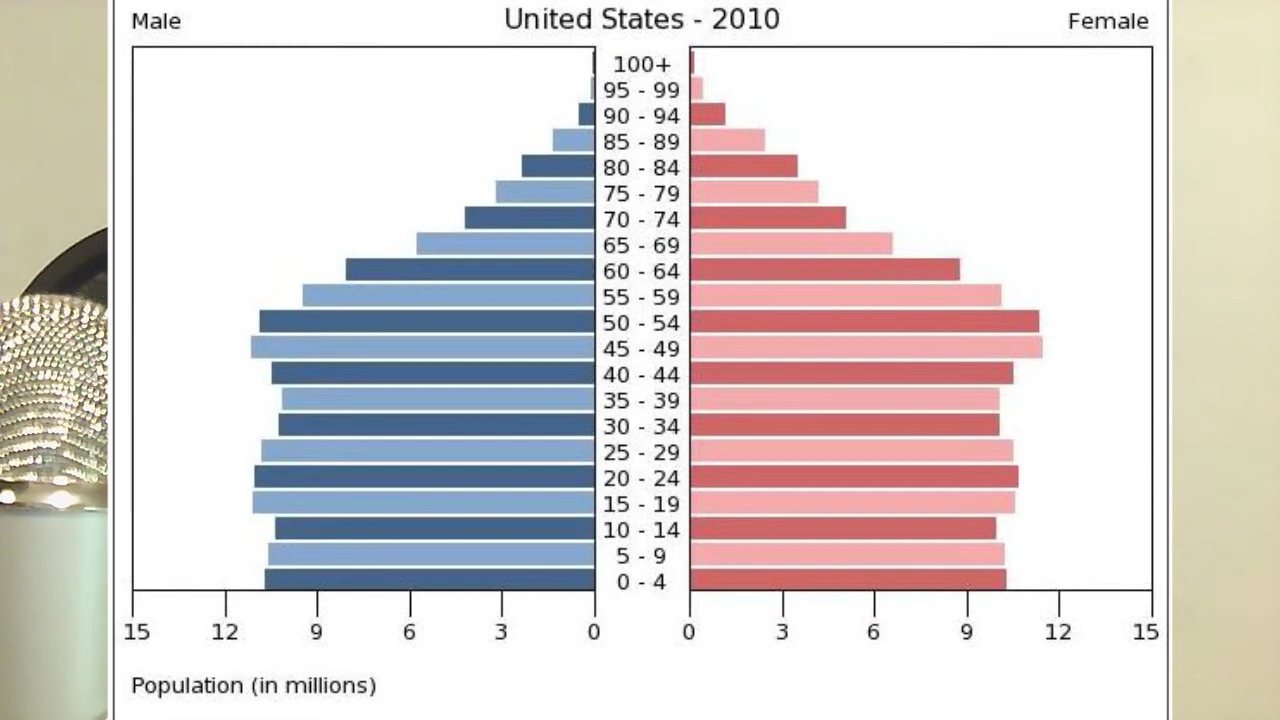 Male United States - 2010 Female
100+
95 - 99
90 - 94
85 - 89
80 - 84
75 - 79
70 - 74
65 - 69
60 - 64
55 - 59
50 - 54
45 - 49
40 - 44
35 - 39
30 - 34
25 - 29
20 - 24
15 - 19
10 - 14
5 - 9
0 - 4
15 12 9 6 3 0 0 3 6 9 12 15
Population (in millions)